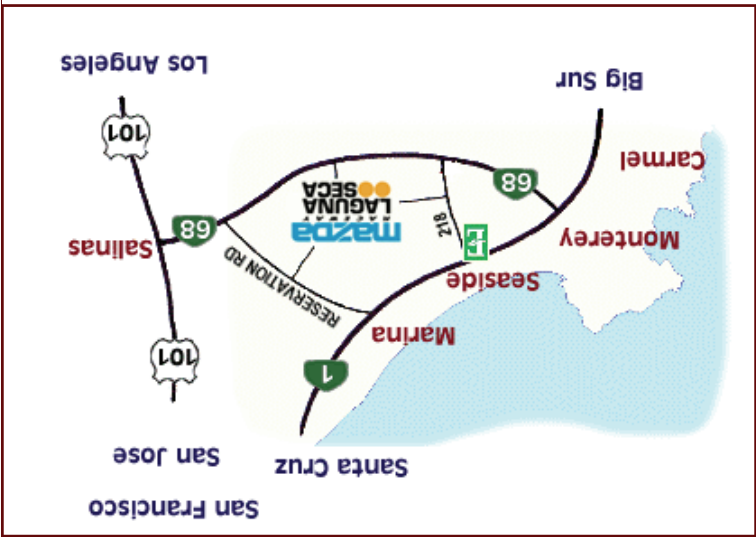 San Francisco
Santa Cruz
San Jose
1
101
Marina
RESERVATION RD
Seaside
Salinas
Monterey
mazda
RACEWAY
LAGUNA
SECA
218
68
68
Carmel
101
Big Sur
Los Angeles